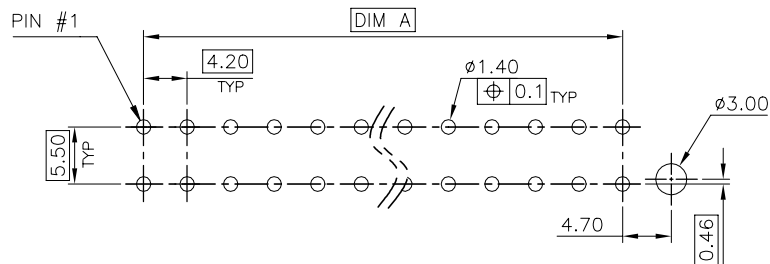 PIN #1
DIM A
4.20
TYP
ø1.40
⌖ 0.1 TYP
ø3.00
5.50
TYP
4.70
0.46